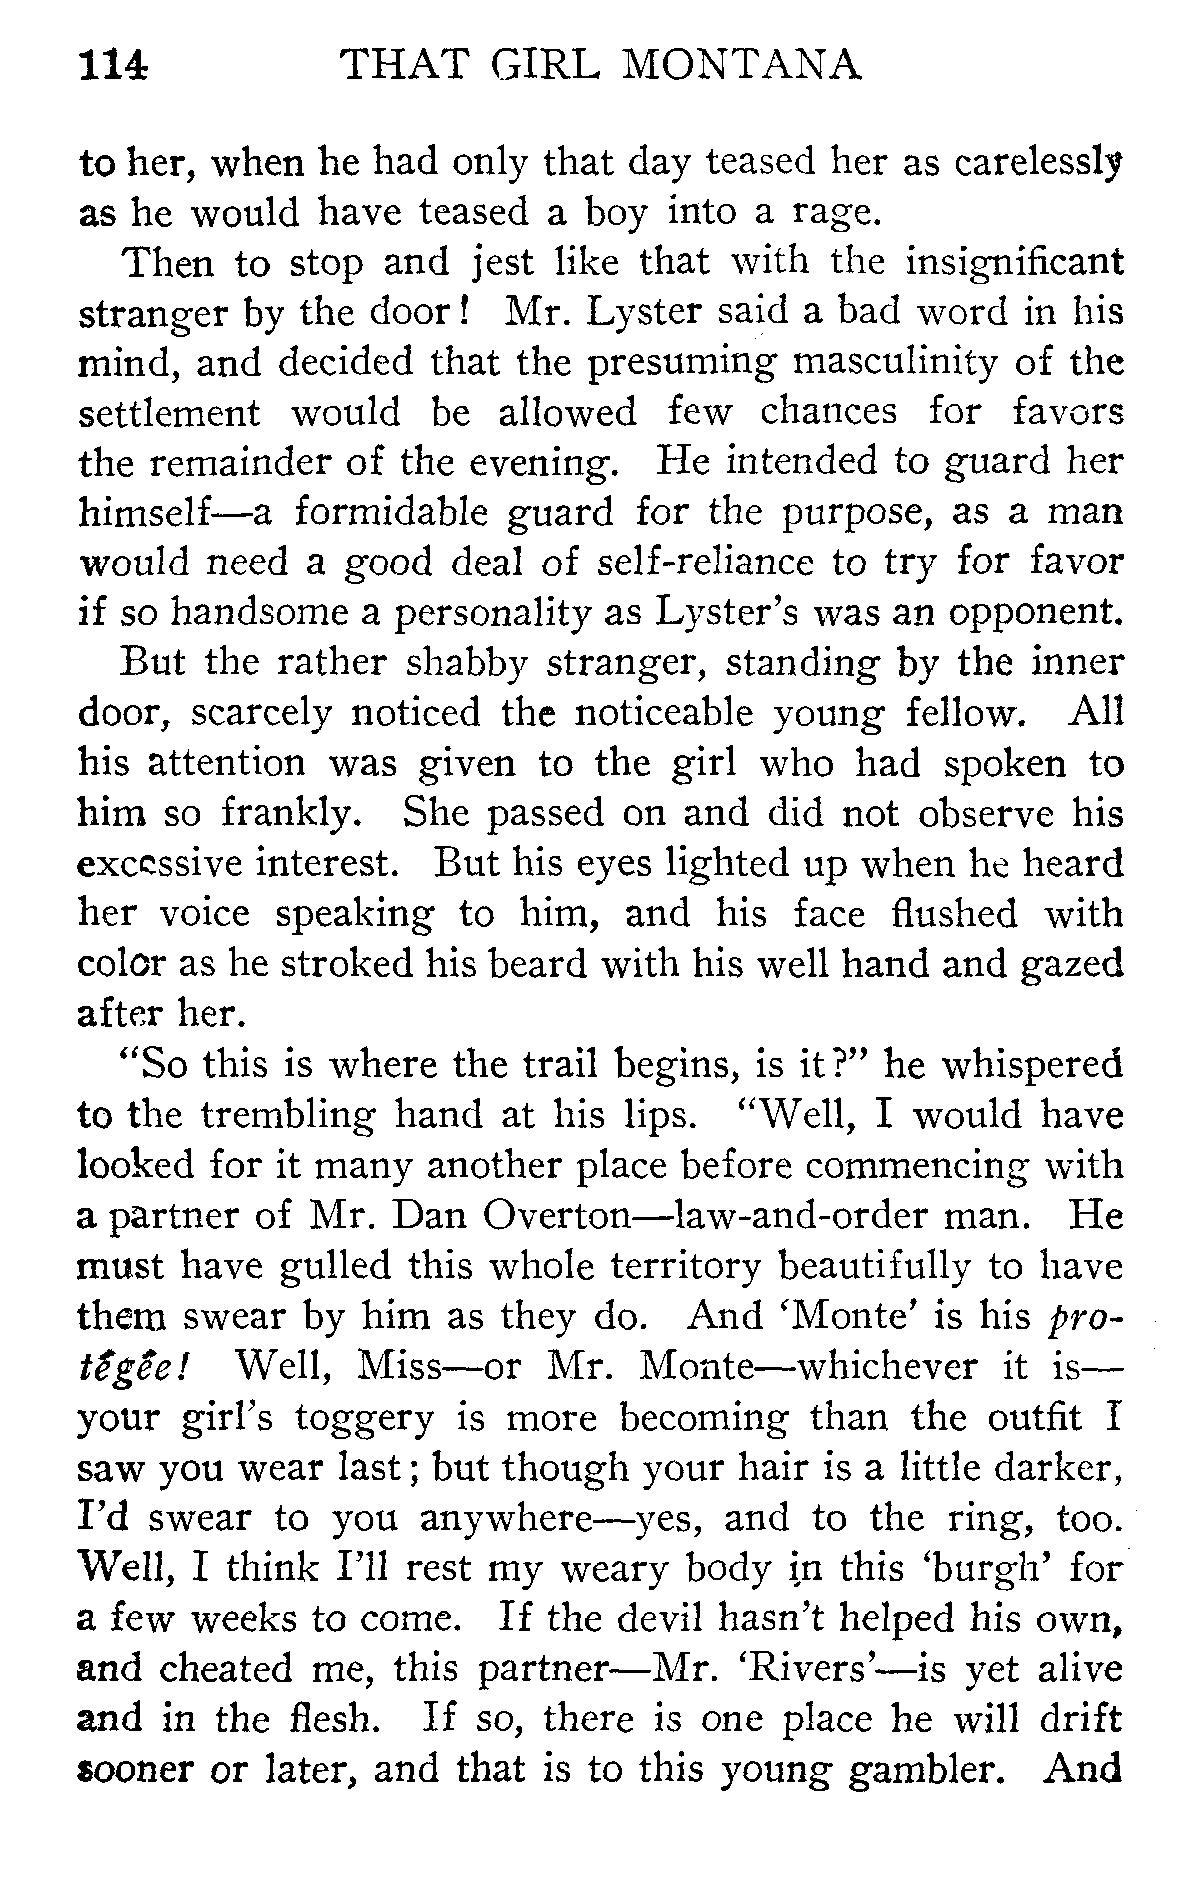 114 THAT GIRL MONTANA
to her, when he had only that day teased her as carelessly
as he would have teased a boy into a rage.
Then to stop and jest like that with the insignificant
stranger by the door! Mr. Lyster said a bad word in his
mind, and decided that the presuming masculinity of the
settlement would be allowed few chances for favors
the remainder of the evening. He intended to guard her
himself—a formidable guard for the purpose, as a man
would need a good deal of self-reliance to try for favor
if so handsome a personality as Lyster's was an opponent.
But the rather shabby stranger, standing by the inner
door, scarcely noticed the noticeable young fellow. All
his attention was given to the girl who had spoken to
him so frankly. She passed on and did not observe his
excessive interest. But his eyes lighted up when he heard
her voice speaking to him, and his face flushed with
color as he stroked his beard with his well hand and gazed
after her.
“So this is where the trail begins, is it?” he whispered
to the trembling hand at his lips. “Well, I would have
looked for it many another place before commencing with
a partner of Mr. Dan Overton—law-and-order man. He
must have gulled this whole territory beautifully to have
them swear by him as they do. And ‘Monte’ is his pro-
tégée! Well, Miss—or Mr. Monte—whichever it is—
your girl's toggery is more becoming than the outfit I
saw you wear last; but though your hair is a little darker,
I'd swear to you anywhere—yes, and to the ring, too.
Well, I think I'll rest my weary body in this ‘burgh’ for
a few weeks to come. If the devil hasn't helped his own,
and cheated me, this partner—Mr. ‘Rivers’—is yet alive
and in the flesh. If so, there is one place he will drift
sooner or later, and that is to this young gambler. And